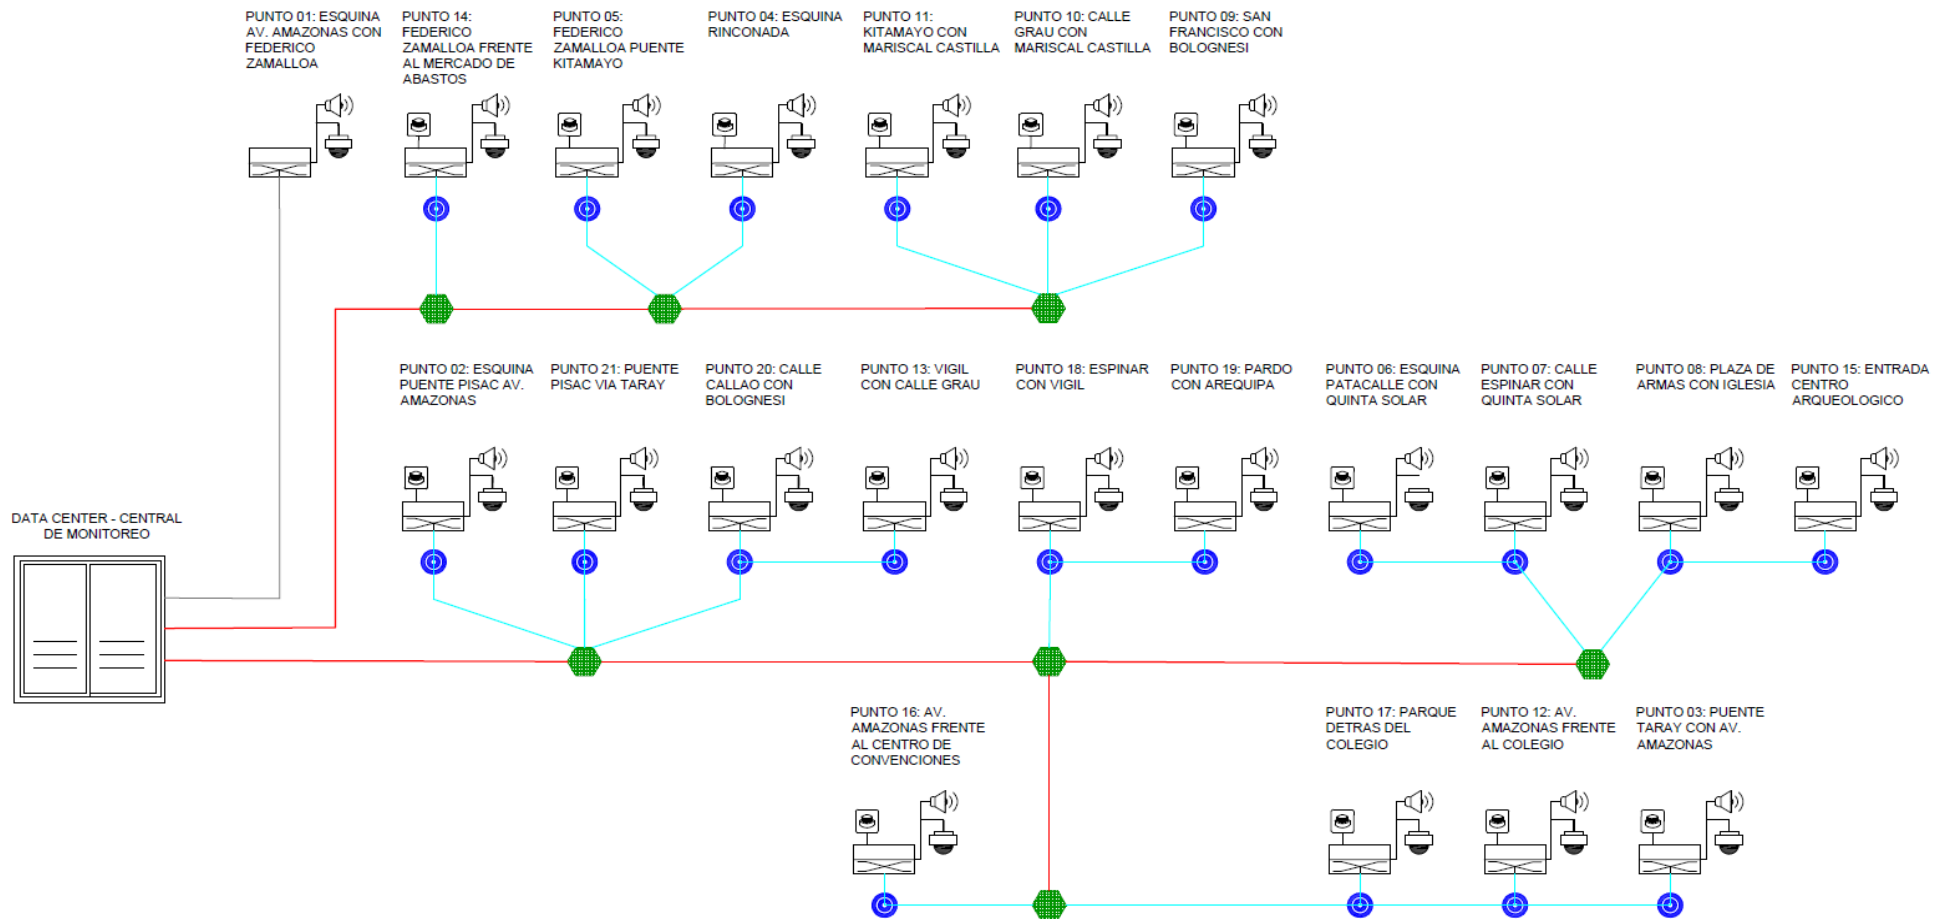 PUNTO 01: ESQUINA
AV. AMAZONAS CON
FEDERICO
ZAMALLOA
PUNTO 14:
FEDERICO
ZAMALLOA FRENTE
AL MERCADO DE
ABASTOS
PUNTO 05:
FEDERICO
ZAMALLOA PUENTE
KITAMAYO
PUNTO 04: ESQUINA
RINCONADA
PUNTO 11:
KITAMAYO CON
MARISCAL CASTILLA
PUNTO 10: CALLE
GRAU CON
MARISCAL CASTILLA
PUNTO 09: SAN
FRANCISCO CON
BOLOGNESI
PUNTO 02: ESQUINA
PUENTE PISAC AV.
AMAZONAS
PUNTO 21: PUENTE
PISAC VIA TARAY
PUNTO 20: CALLE
CALLAO CON
BOLOGNESI
PUNTO 13: VIGIL
CON CALLE GRAU
PUNTO 18: ESPINAR
CON VIGIL
PUNTO 19: PARDO
CON AREQUIPA
PUNTO 06: ESQUINA
PATACALLE CON
QUINTA SOLAR
PUNTO 07: CALLE
ESPINAR CON
QUINTA SOLAR
PUNTO 08: PLAZA DE
ARMAS CON IGLESIA
PUNTO 15: ENTRADA
CENTRO
ARQUEOLOGICO
DATA CENTER - CENTRAL
DE MONITOREO
PUNTO 16: AV.
AMAZONAS FRENTE
AL CENTRO DE
CONVENCIONES
PUNTO 17: PARQUE
DETRAS DEL
COLEGIO
PUNTO 12: AV.
AMAZONAS FRENTE
AL COLEGIO
PUNTO 03: PUENTE
TARAY CON AV.
AMAZONAS